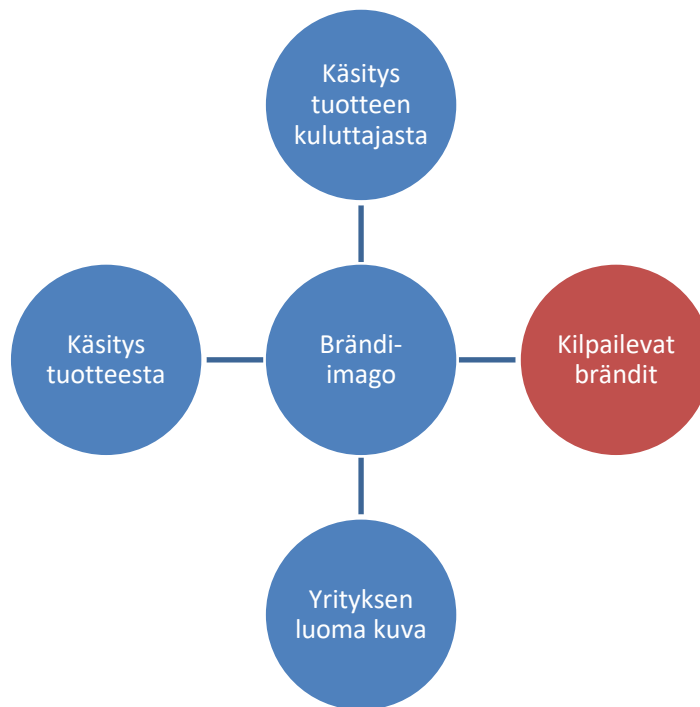 Käsitys
tuotteen
kuluttajasta
Käsitys
tuotteesta
Brändi-
imago
Kilpailevat
brändit
Yrityksen
luoma kuva